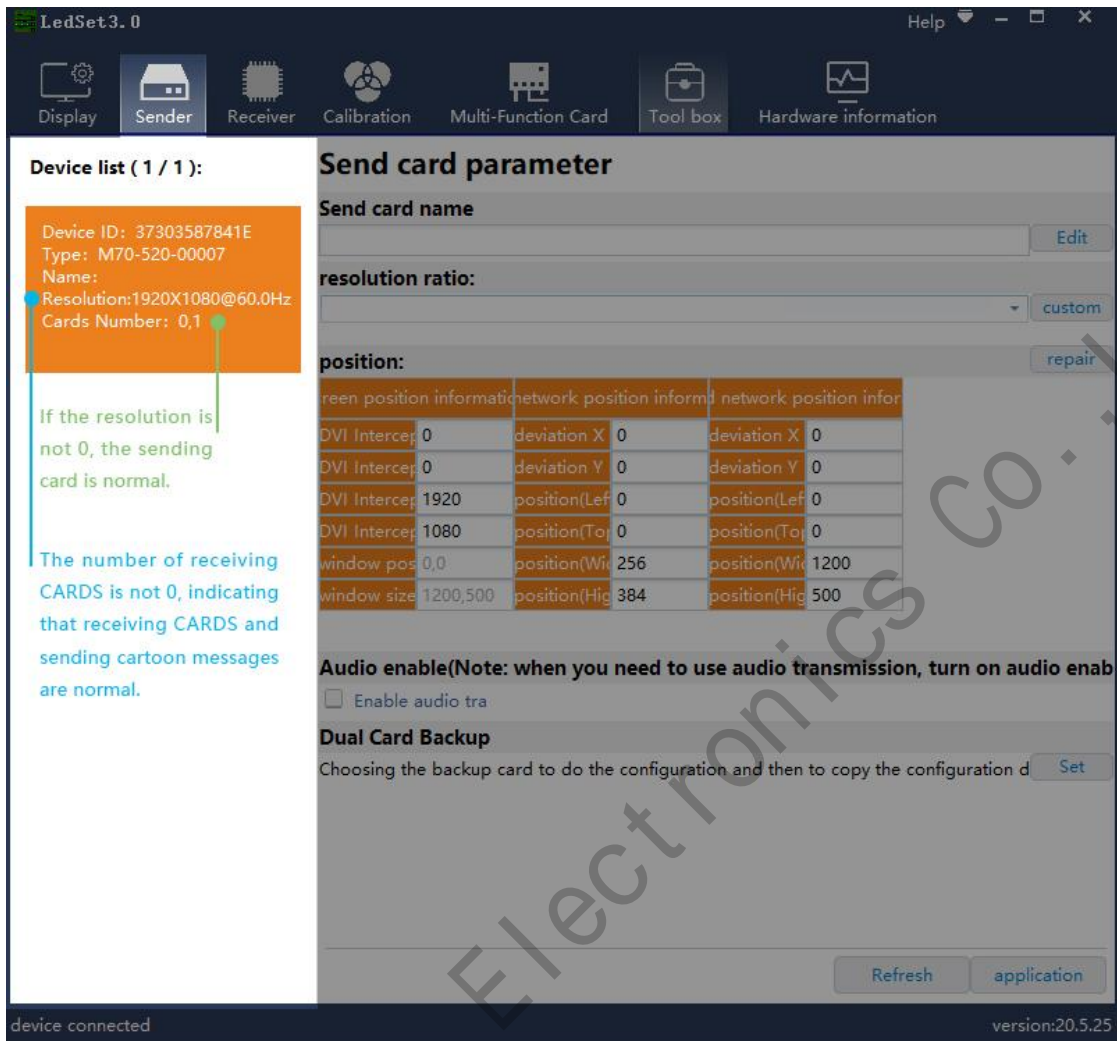 LedSet3.0
Help
Display Sender Receiver Calibration Multi-Function Card Tool box Hardware information
Device list ( 1 / 1 ):
Device ID: 37303587841E
Type: M70-520-00007
Name:
Resolution:1920X1080@60.0Hz
Cards Number: 0,1
If the resolution is
not 0, the sending
card is normal.
The number of receiving
CARDS is not 0, indicating
that receiving CARDS and
sending cartoon messages
are normal.
Send card parameter
Send card name
Edit
resolution ratio:
custom
position:
repair
reen position informatic network position inform d network position infor
DVI Intercep 0 deviation X 0 deviation X 0
DVI Intercep 0 deviation Y 0 deviation Y 0
DVI Intercep 1920 position(Lef 0 position(Lef 0
DVI Intercep 1080 position(Top 0 position(Top 0
window pos 0,0 position(Wid 256 position(Wid 1200
window size 1200,500 position(Hig 384 position(Hig 500
Audio enable(Note: when you need to use audio transmission, turn on audio enab
Enable audio tra
Dual Card Backup
Choosing the backup card to do the configuration and then to copy the configuration d Set
Refresh application
device connected version:20.5.25
Electronics Co.,